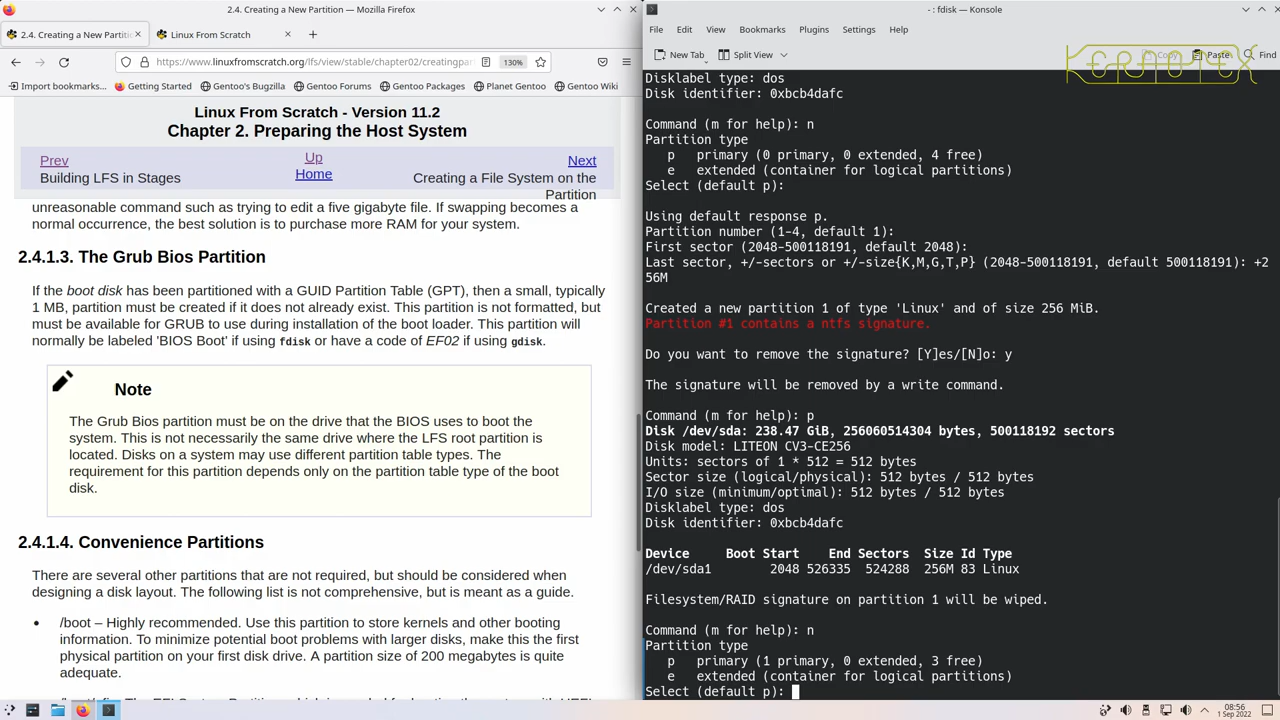 2.4. Creating a New Partition — Mozilla Firefox
2.4. Creating a New Partiti
Linux From Scratch
https://www.linuxfromscratch.org/lfs/view/stable/chapter02/creatingpar
130%
Import bookmarks...
Getting Started
Gentoo's Bugzilla
Gentoo Forums
Gentoo Packages
Planet Gentoo
Gentoo Wiki
Linux From Scratch - Version 11.2
Chapter 2. Preparing the Host System
Prev
Building LFS in Stages
Up
Home
Next
Creating a File System on the
Partition
unreasonable command such as trying to edit a five gigabyte file. If swapping becomes a
normal occurrence, the best solution is to purchase more RAM for your system.
2.4.1.3. The Grub Bios Partition
If the boot disk has been partitioned with a GUID Partition Table (GPT), then a small, typically
1 MB, partition must be created if it does not already exist. This partition is not formatted, but
must be available for GRUB to use during installation of the boot loader. This partition will
normally be labeled 'BIOS Boot' if using fdisk or have a code of EF02 if using gdisk.
Note
The Grub Bios partition must be on the drive that the BIOS uses to boot the
system. This is not necessarily the same drive where the LFS root partition is
located. Disks on a system may use different partition table types. The
requirement for this partition depends only on the partition table type of the boot
disk.
2.4.1.4. Convenience Partitions
There are several other partitions that are not required, but should be considered when
designing a disk layout. The following list is not comprehensive, but is meant as a guide.
• /boot – Highly recommended. Use this partition to store kernels and other booting
information. To minimize potential boot problems with larger disks, make this the first
physical partition on your first disk drive. A partition size of 200 megabytes is quite
adequate.
- : fdisk — Konsole
File Edit View Bookmarks Plugins Settings Help
New Tab
Split View
Copy
Paste
Find
KERNOTEX
Disklabel type: dos
Disk identifier: 0xbcb4dafc
Command (m for help): n
Partition type
p primary (0 primary, 0 extended, 4 free)
e extended (container for logical partitions)
Select (default p):
Using default response p.
Partition number (1-4, default 1):
First sector (2048-500118191, default 2048):
Last sector, +/-sectors or +/-size{K,M,G,T,P} (2048-500118191, default 500118191): +2
56M
Created a new partition 1 of type 'Linux' and of size 256 MiB.
Partition #1 contains a ntfs signature.
Do you want to remove the signature? [Y]es/[N]o: y
The signature will be removed by a write command.
Command (m for help): p
Disk /dev/sda: 238.47 GiB, 256060514304 bytes, 500118192 sectors
Disk model: LITEON CV3-CE256
Units: sectors of 1 * 512 = 512 bytes
Sector size (logical/physical): 512 bytes / 512 bytes
I/O size (minimum/optimal): 512 bytes / 512 bytes
Disklabel type: dos
Disk identifier: 0xbcb4dafc
Device Boot Start End Sectors Size Id Type
/dev/sda1 2048 526335 524288 256M 83 Linux
Filesystem/RAID signature on partition 1 will be wiped.
Command (m for help): n
Partition type
p primary (1 primary, 0 extended, 3 free)
e extended (container for logical partitions)
Select (default p):
08:56
1 Sep 2022